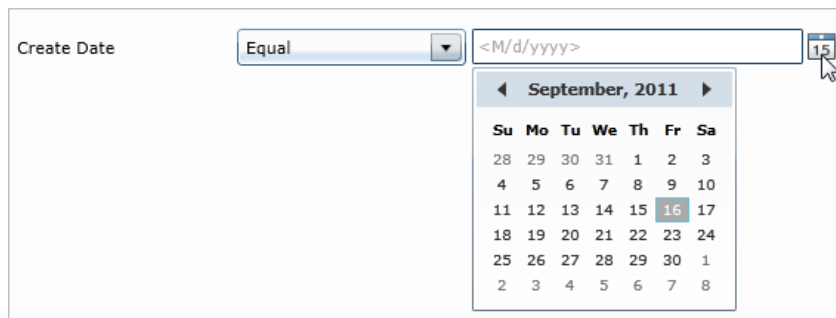 Create Date Equal <M/d/yyyy> 15
September, 2011
Su Mo Tu We Th Fr Sa
28 29 30 31 1 2 3
4 5 6 7 8 9 10
11 12 13 14 15 16 17
18 19 20 21 22 23 24
25 26 27 28 29 30 1
2 3 4 5 6 7 8